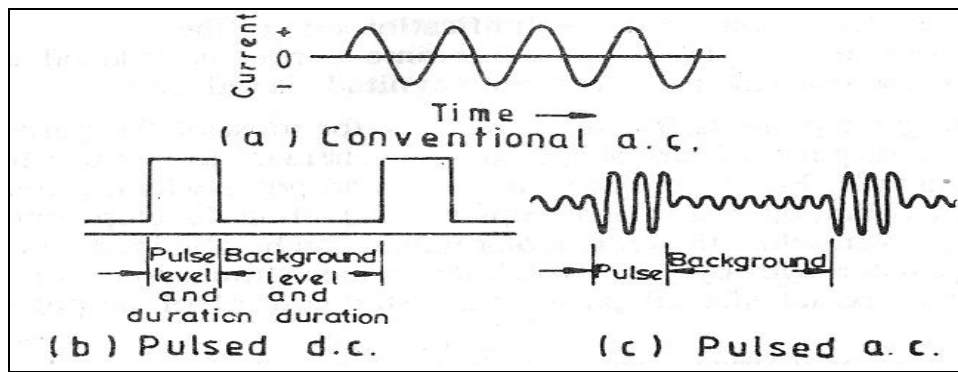 Current
+
0
−
Time
(a) Conventional a.c.
Pulse
level
and
duration
Background
level
and
duration
(b) Pulsed d.c.
Pulse
Background
(c) Pulsed a.c.